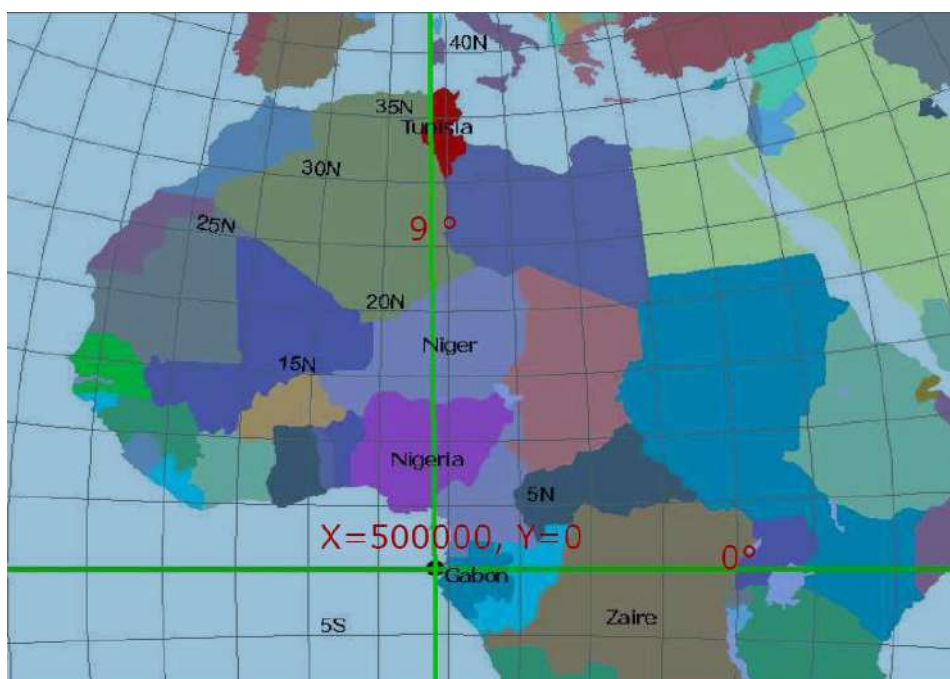 40N
35N
Tunisia
30N
25N
9 °
20N
Niger
15N
Nigeria
5N
X=500000, Y=0
0°
Gabon
5S
Zaire